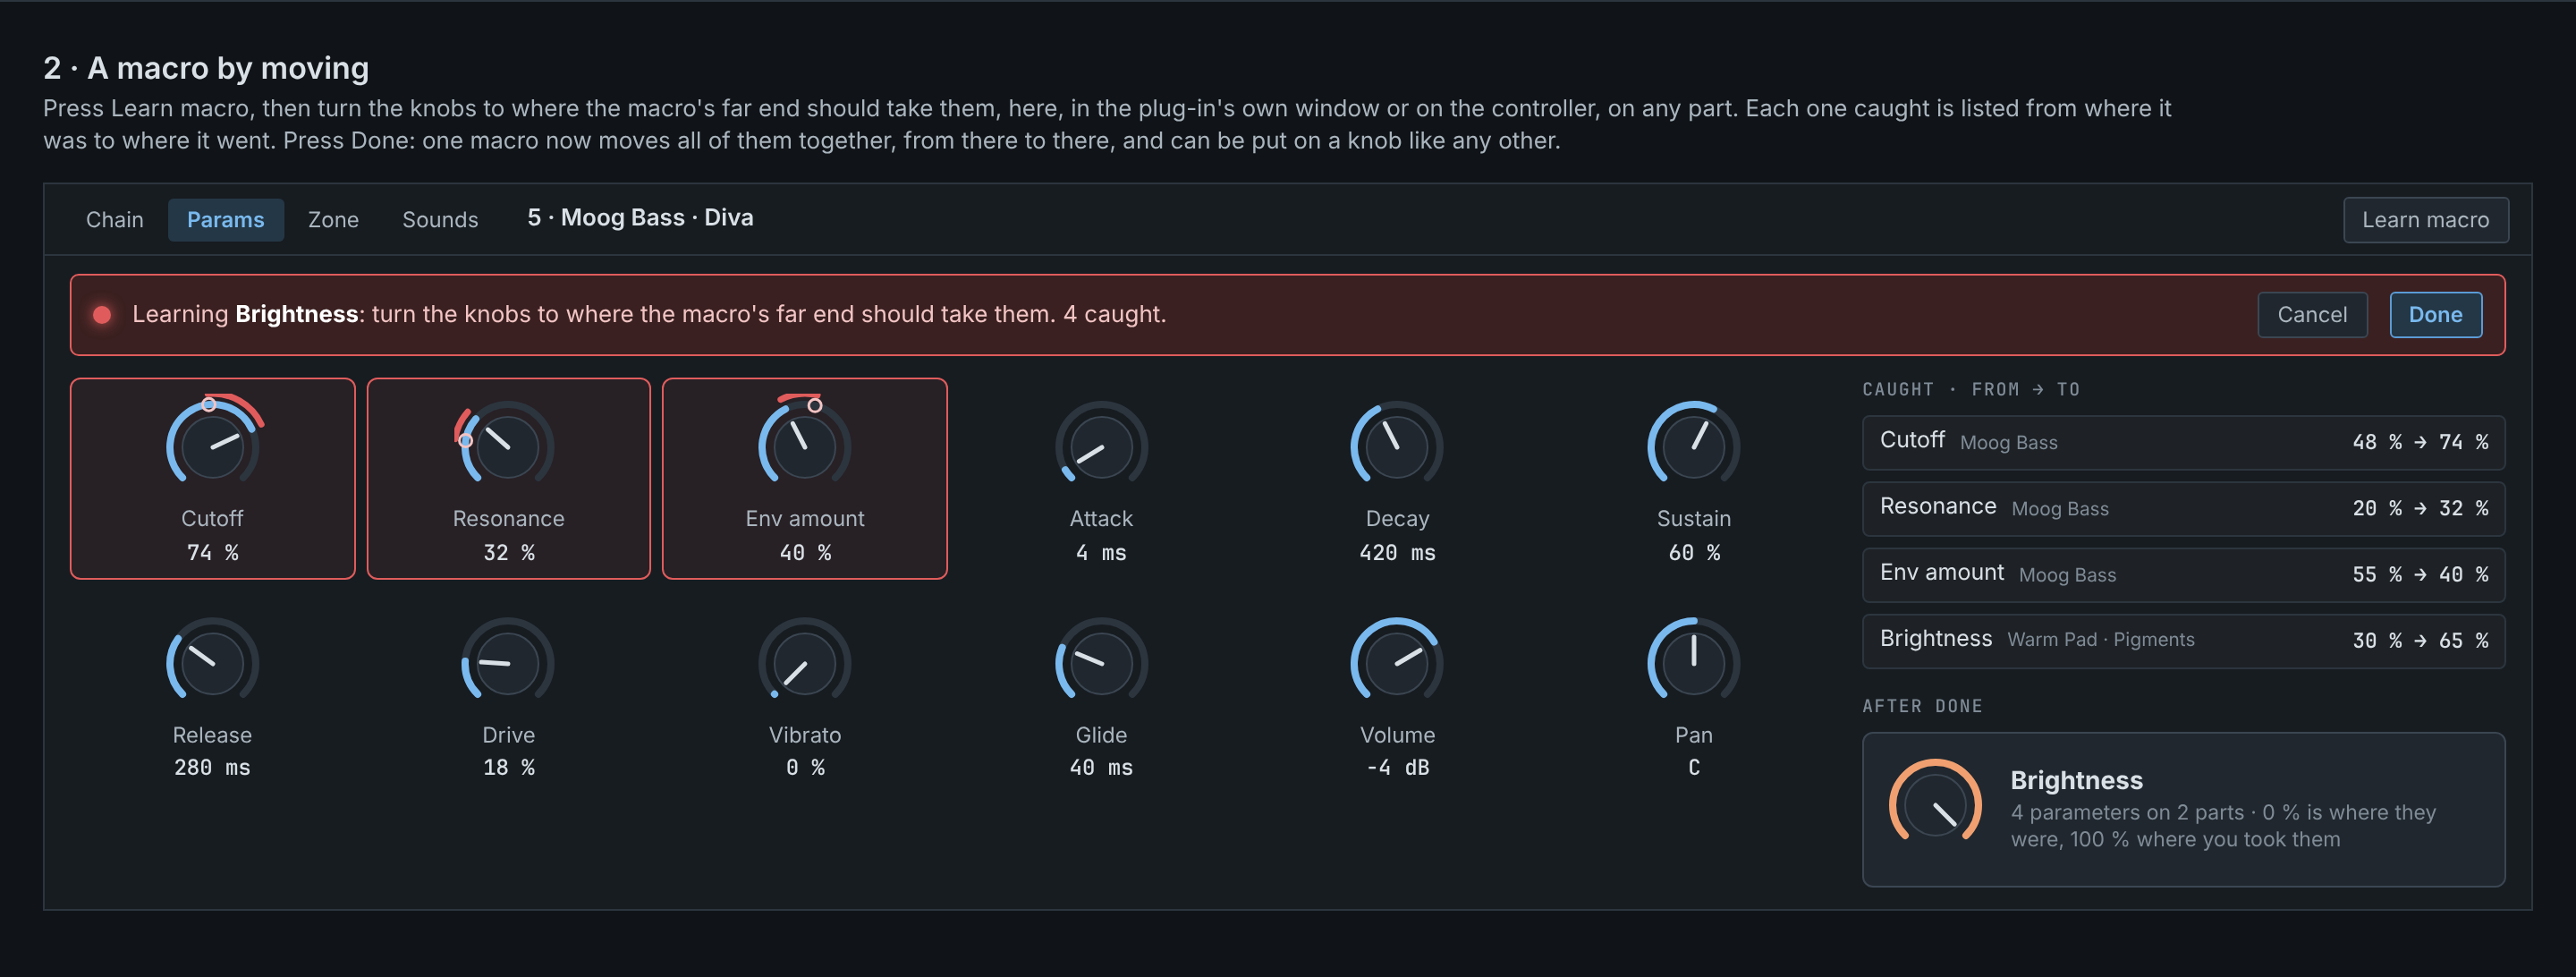 2 · A macro by moving
Press Learn macro, then turn the knobs to where the macro's far end should take them, here, in the plug-in's own window or on the controller, on any part. Each one caught is listed from where it
was to where it went. Press Done: one macro now moves all of them together, from there to there, and can be put on a knob like any other.
Chain Params Zone Sounds 5 · Moog Bass · Diva Learn macro
Learning Brightness: turn the knobs to where the macro's far end should take them. 4 caught. Cancel Done
Cutoff Resonance Env amount Attack Decay Sustain
74 % 32 % 40 % 4 ms 420 ms 60 %
Release Drive Vibrato Glide Volume Pan
280 ms 18 % 0 % 40 ms -4 dB C
CAUGHT · FROM → TO
Cutoff Moog Bass 48 % → 74 %
Resonance Moog Bass 20 % → 32 %
Env amount Moog Bass 55 % → 40 %
Brightness Warm Pad · Pigments 30 % → 65 %
AFTER DONE
Brightness
4 parameters on 2 parts · 0 % is where they
were, 100 % where you took them